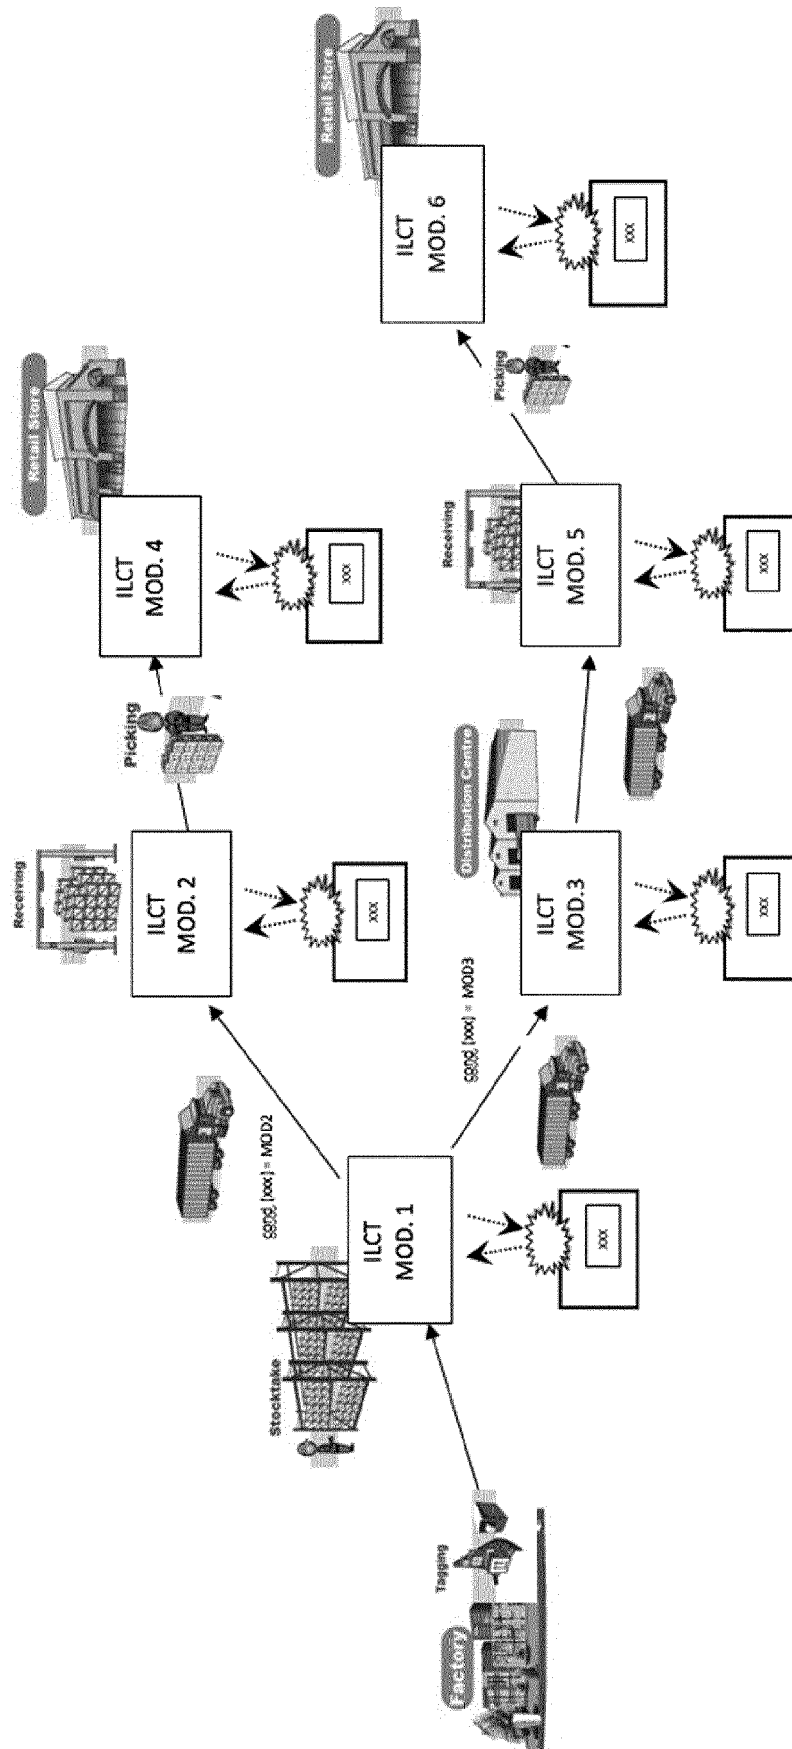 Factory
Tagging
Stocktake
ILCT
MOD. 1
xxx
cond (xxx) = MOD2
cond (xxx) = MOD3
Receiving
ILCT
MOD. 2
xxx
Picking
ILCT
MOD. 4
xxx
Retail Store
Distribution Centre
ILCT
MOD.3
xxx
Receiving
ILCT
MOD. 5
xxx
Picking
ILCT
MOD. 6
xxx
Retail Store